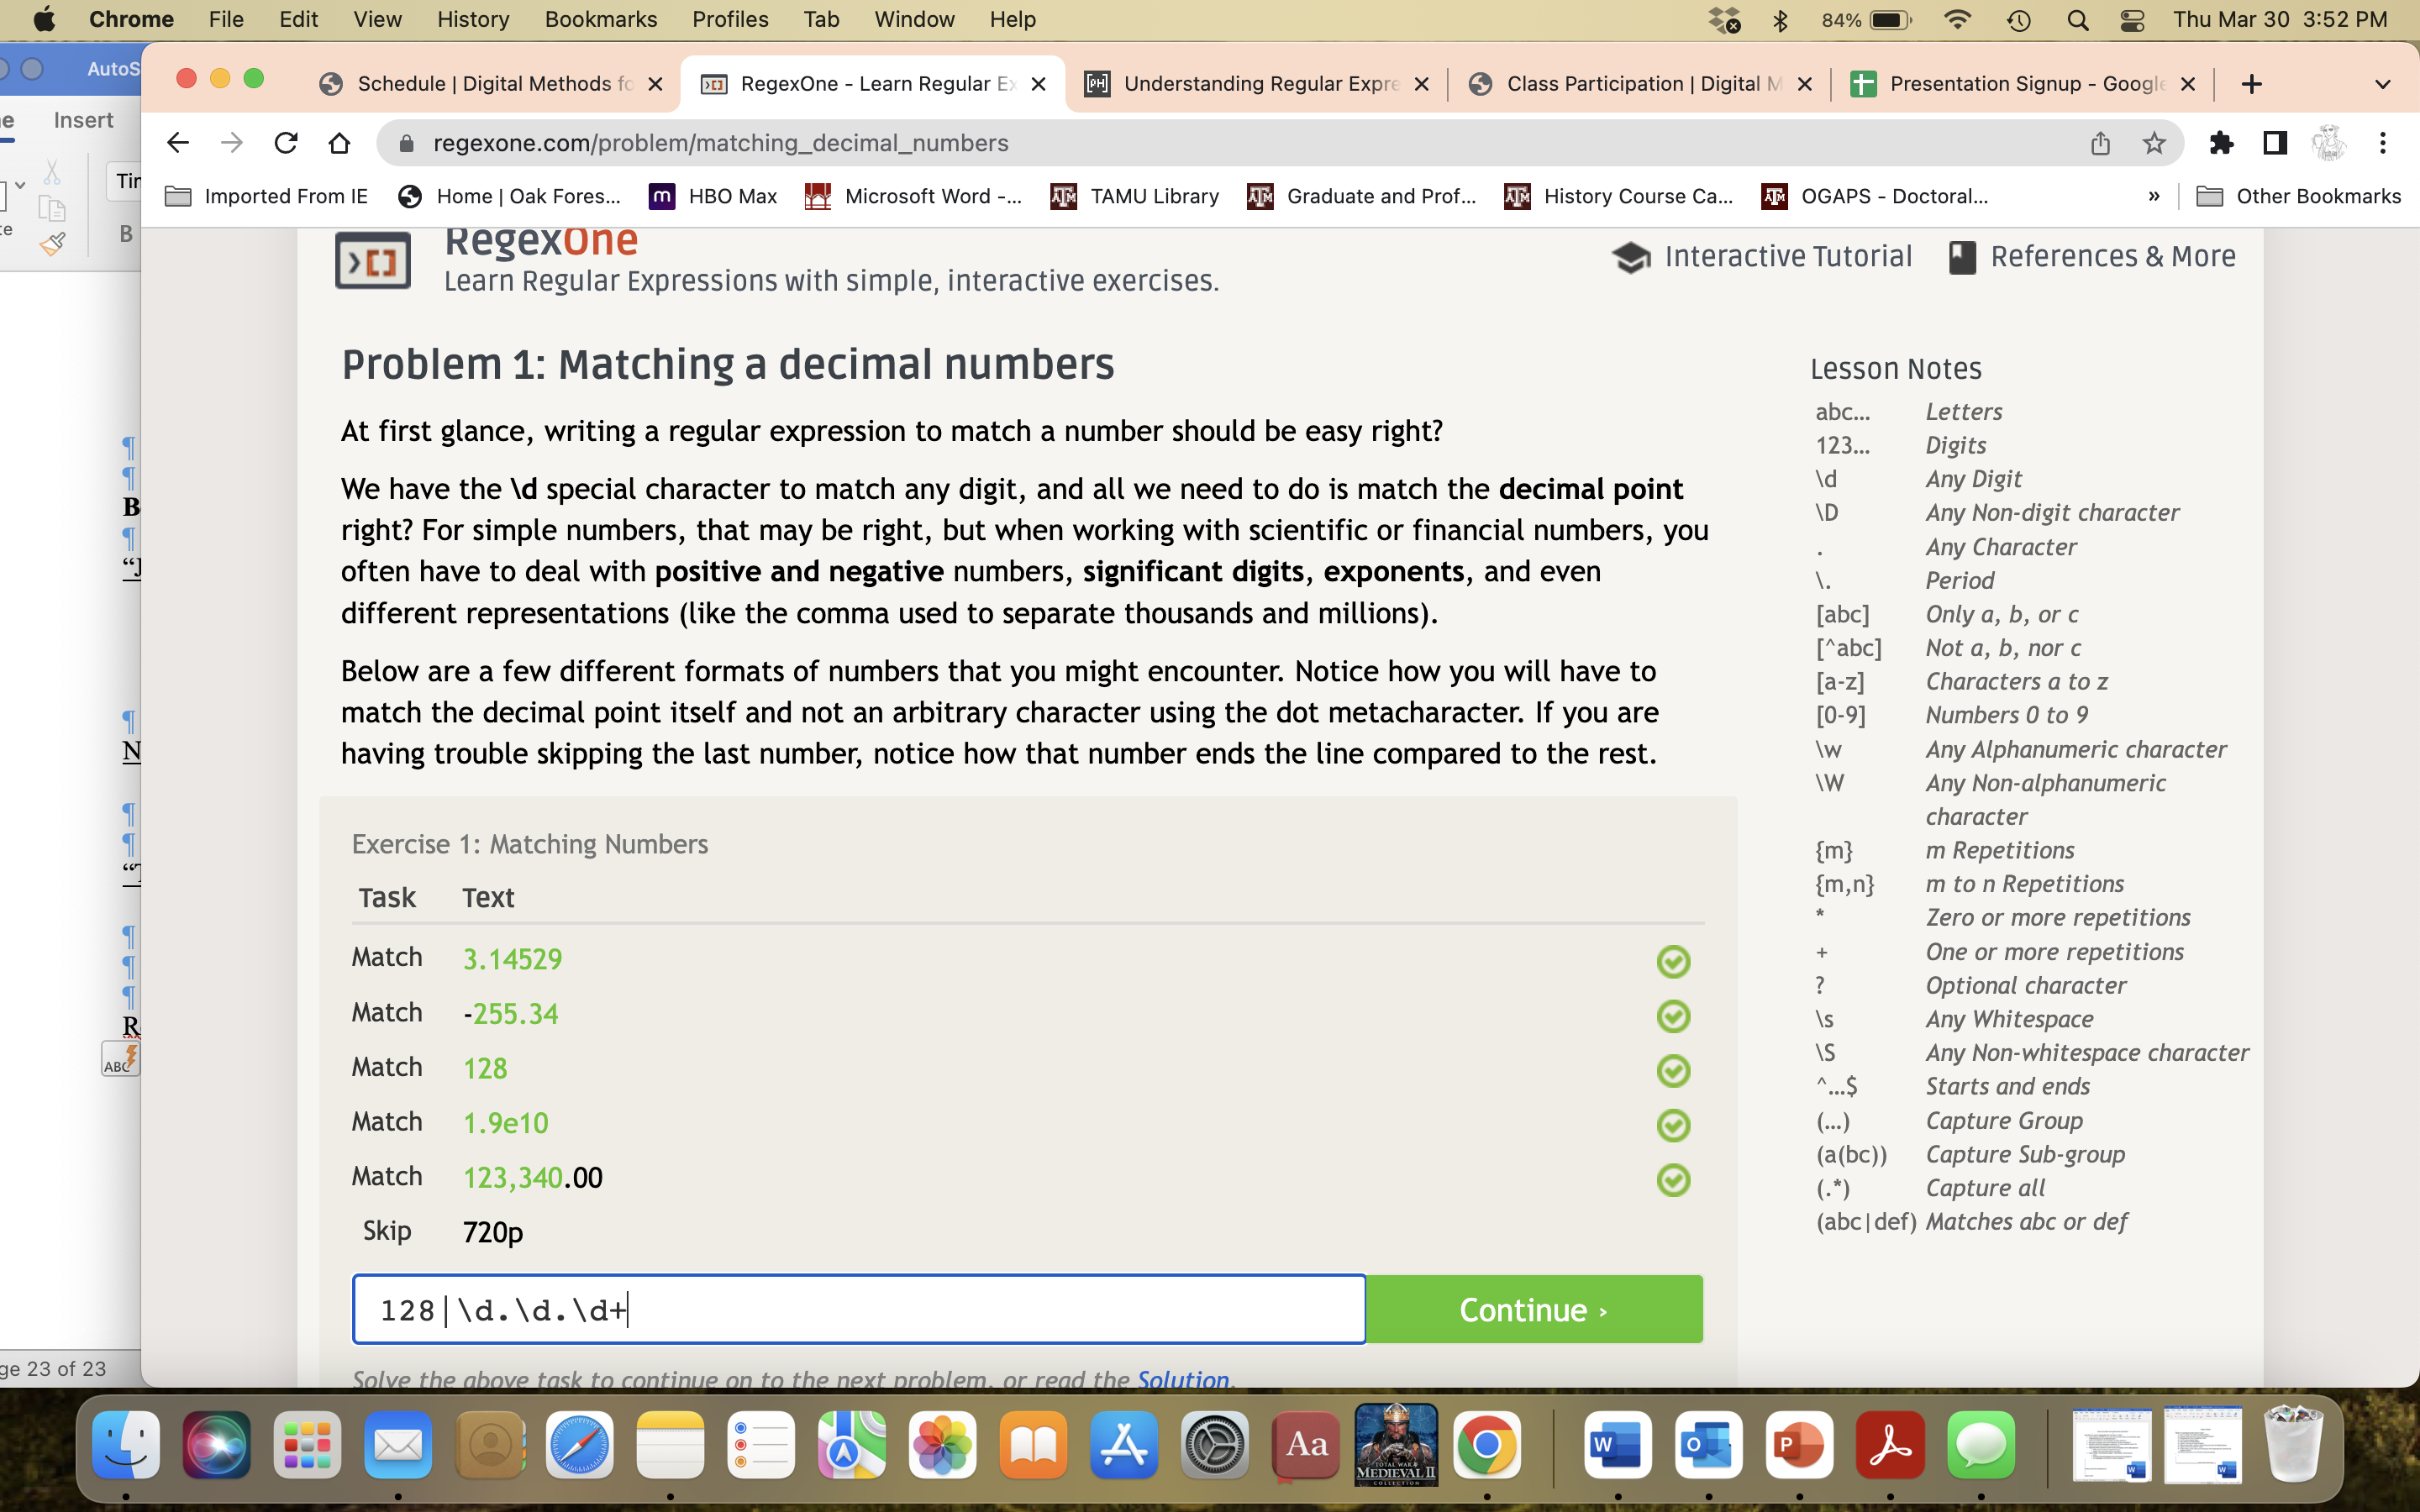 Chrome File Edit View History Bookmarks Profiles Tab Window Help 84% Thu Mar 30 3:52 PM
AutoS
Schedule | Digital Methods fo
RegexOne - Learn Regular Ex
Understanding Regular Expre
Class Participation | Digital M
Presentation Signup - Google
Insert
regexone.com/problem/matching_decimal_numbers
Tin
Imported From IE Home | Oak Fores... HBO Max Microsoft Word -... TAMU Library Graduate and Prof... History Course Ca... OGAPS - Doctoral... » Other Bookmarks
B
RegexOne
Learn Regular Expressions with simple, interactive exercises.
Interactive Tutorial References & More
Problem 1: Matching a decimal numbers
At first glance, writing a regular expression to match a number should be easy right?
We have the \d special character to match any digit, and all we need to do is match the decimal point
right? For simple numbers, that may be right, but when working with scientific or financial numbers, you
often have to deal with positive and negative numbers, significant digits, exponents, and even
different representations (like the comma used to separate thousands and millions).
Below are a few different formats of numbers that you might encounter. Notice how you will have to
match the decimal point itself and not an arbitrary character using the dot metacharacter. If you are
having trouble skipping the last number, notice how that number ends the line compared to the rest.
Exercise 1: Matching Numbers
Task Text
Match 3.14529
Match -255.34
Match 128
Match 1.9e10
Match 123,340.00
Skip 720p
128|\d.\d.\d+
Continue ›
Solve the above task to continue on to the next problem, or read the Solution.
Lesson Notes
abc... Letters
123... Digits
\d Any Digit
\D Any Non-digit character
. Any Character
\. Period
[abc] Only a, b, or c
[^abc] Not a, b, nor c
[a-z] Characters a to z
[0-9] Numbers 0 to 9
\w Any Alphanumeric character
\W Any Non-alphanumeric
character
{m} m Repetitions
{m,n} m to n Repetitions
* Zero or more repetitions
+ One or more repetitions
? Optional character
\s Any Whitespace
\S Any Non-whitespace character
^...$ Starts and ends
(...) Capture Group
(a(bc)) Capture Sub-group
(.*) Capture all
(abc|def) Matches abc or def
ABC
ge 23 of 23
Aa
MEDIEVAL II